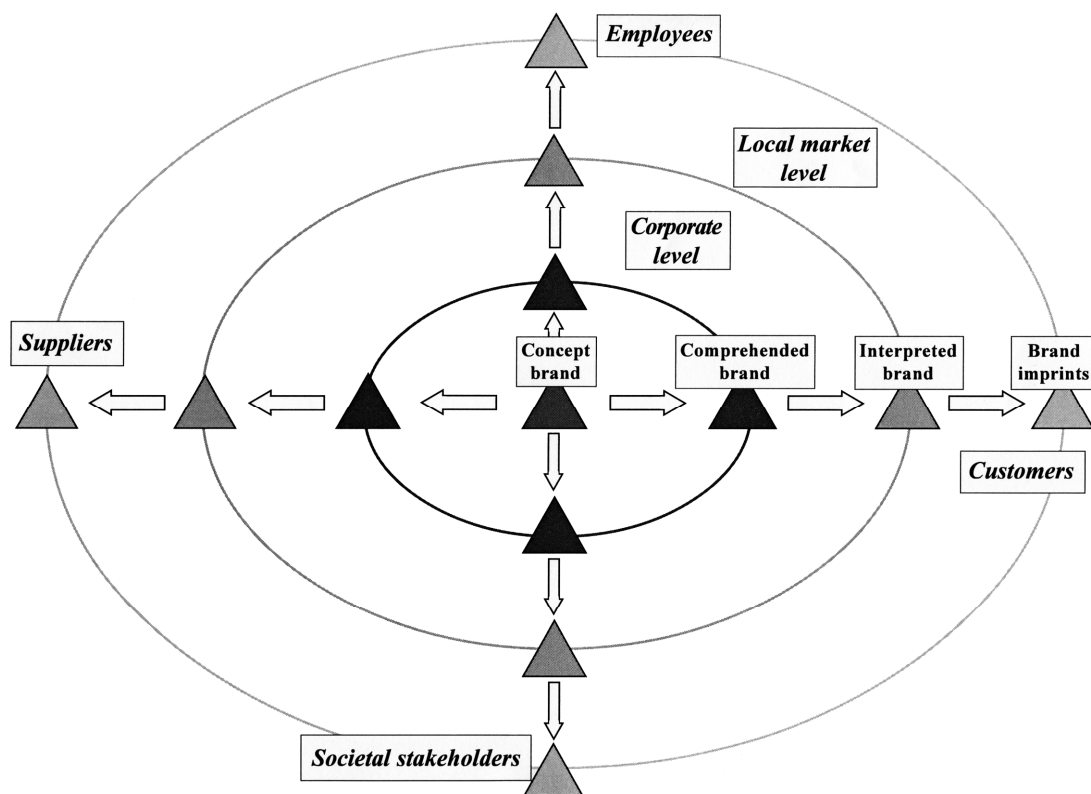 Employees
Local market
level
Corporate
level
Suppliers
Concept
brand
Comprehended
brand
Interpreted
brand
Brand
imprints
Customers
Societal stakeholders